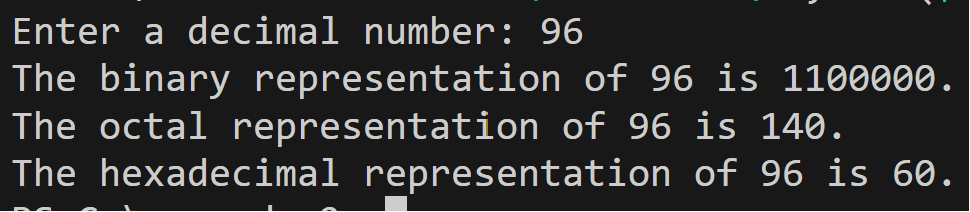 Enter a decimal number: 96
The binary representation of 96 is 1100000.
The octal representation of 96 is 140.
The hexadecimal representation of 96 is 60.